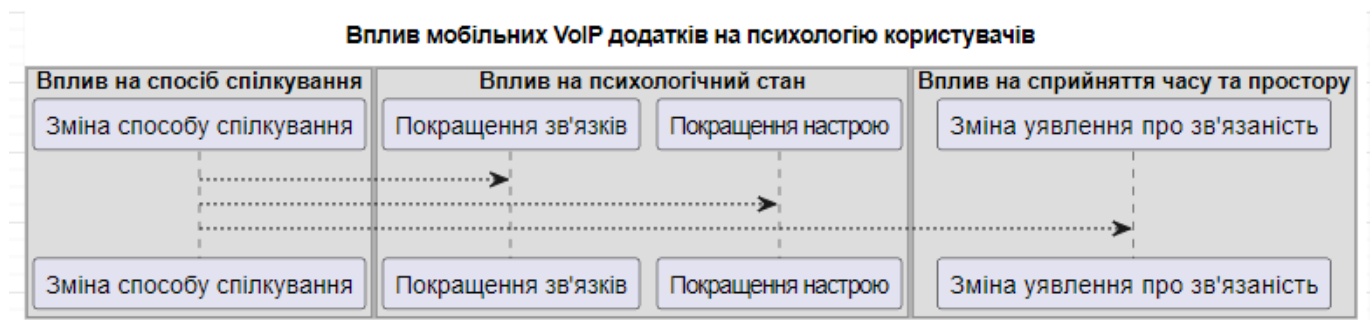 Вплив мобільних VoIP додатків на психологію користувачів
Вплив на спосіб спілкування
Вплив на психологічний стан
Вплив на сприйняття часу та простору
Зміна способу спілкування
Покращення зв'язків
Покращення настрою
Зміна уявлення про зв'язаність
Зміна способу спілкування
Покращення зв'язків
Покращення настрою
Зміна уявлення про зв'язаність